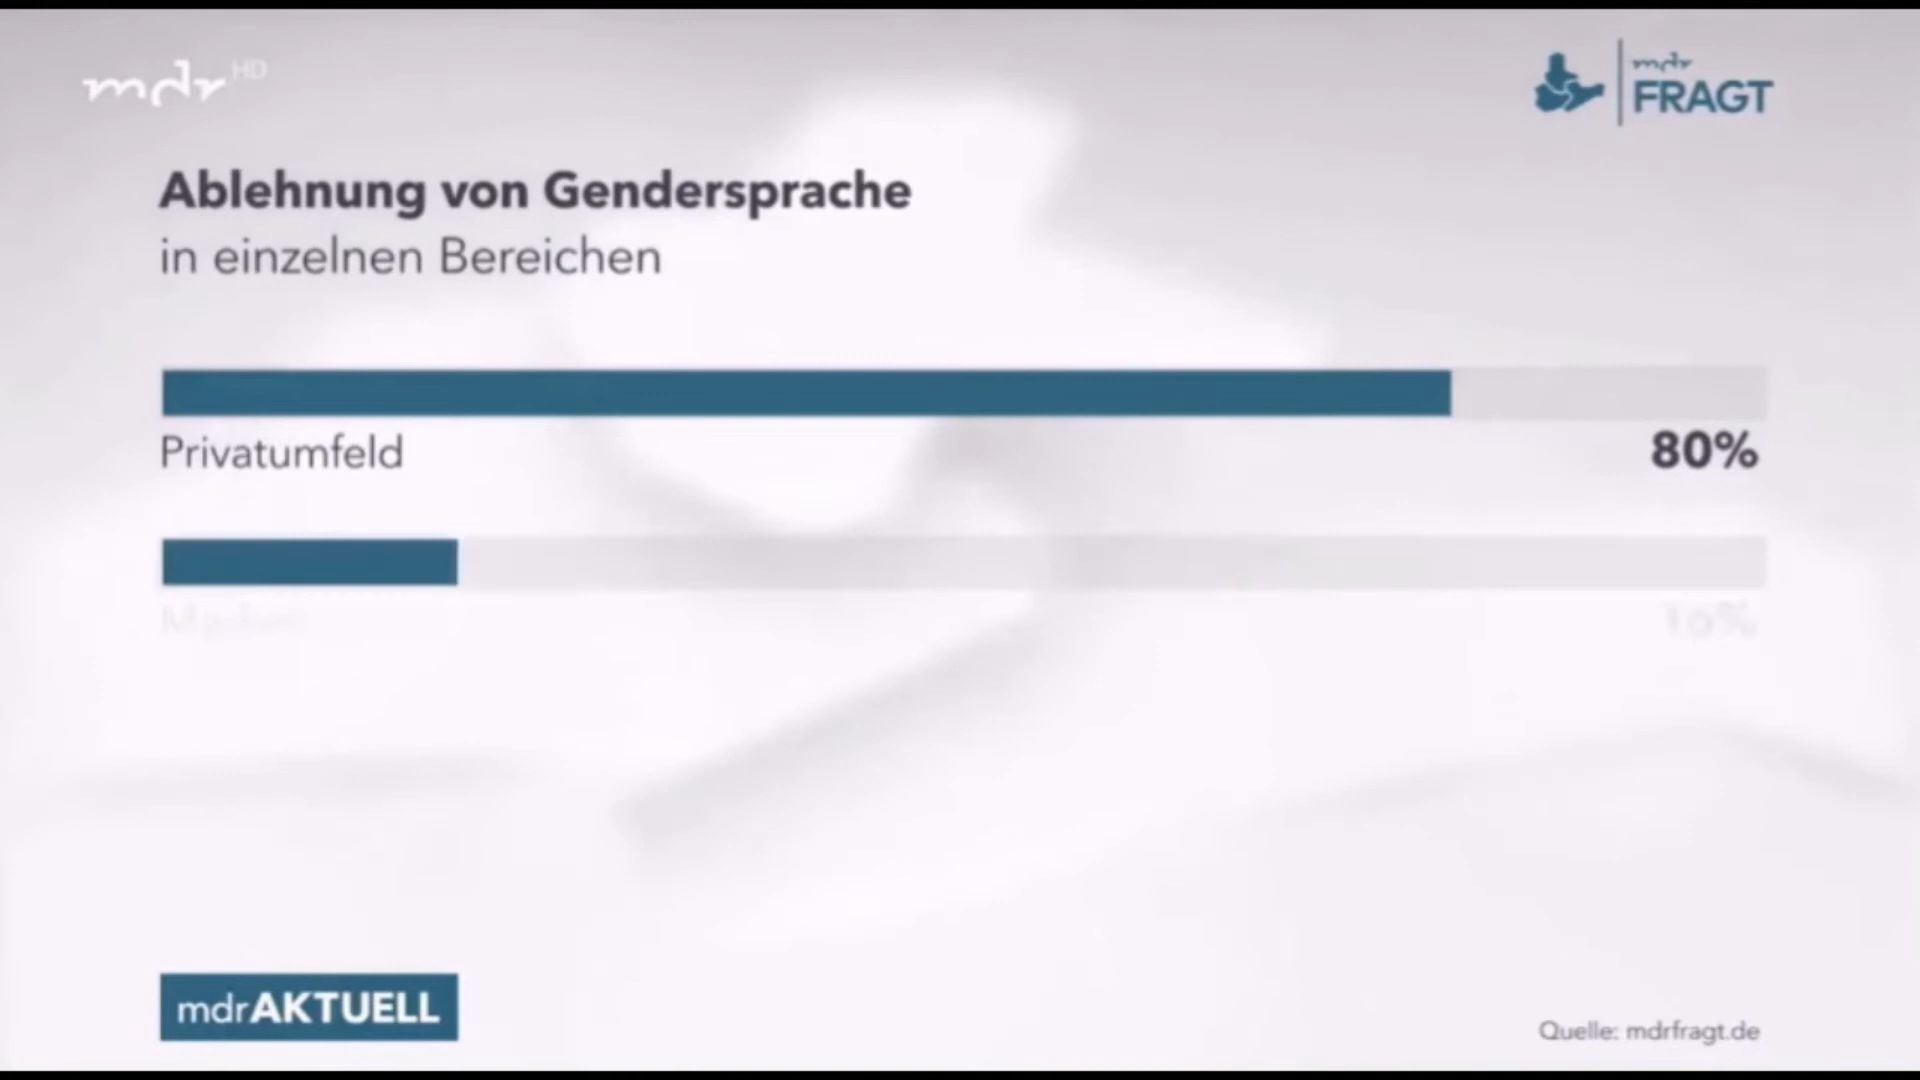 mdr HD
mdr
FRAGT
Ablehnung von Gendersprache
in einzelnen Bereichen
Privatumfeld
80%
mdrAKTUELL
Quelle: mdrfragt.de